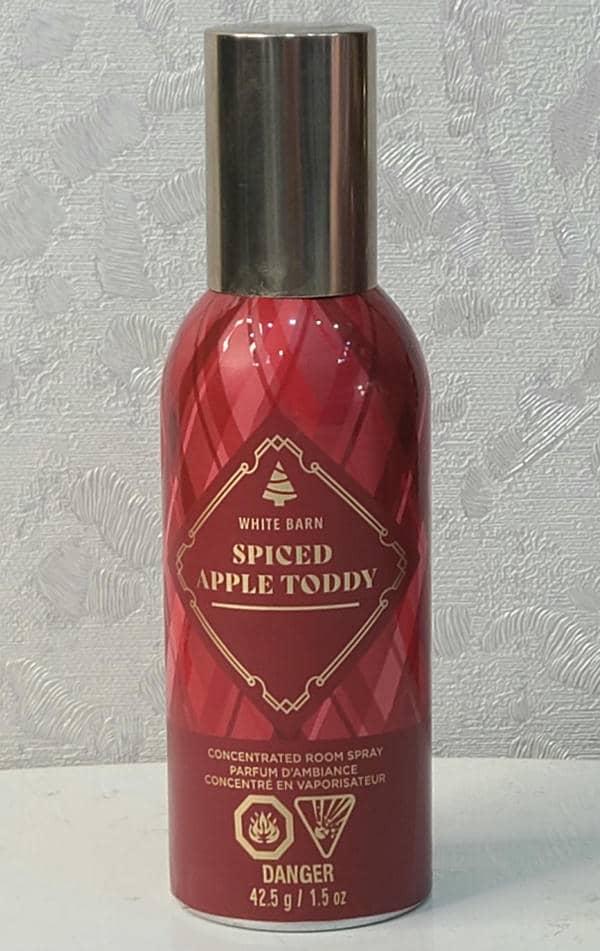 WHITE BARN
SPICED
APPLE TODDY
CONCENTRATED ROOM SPRAY
PARFUM D'AMBIANCE
CONCENTRÉ EN VAPORISATEUR
DANGER
42.5 g / 1.5 oz